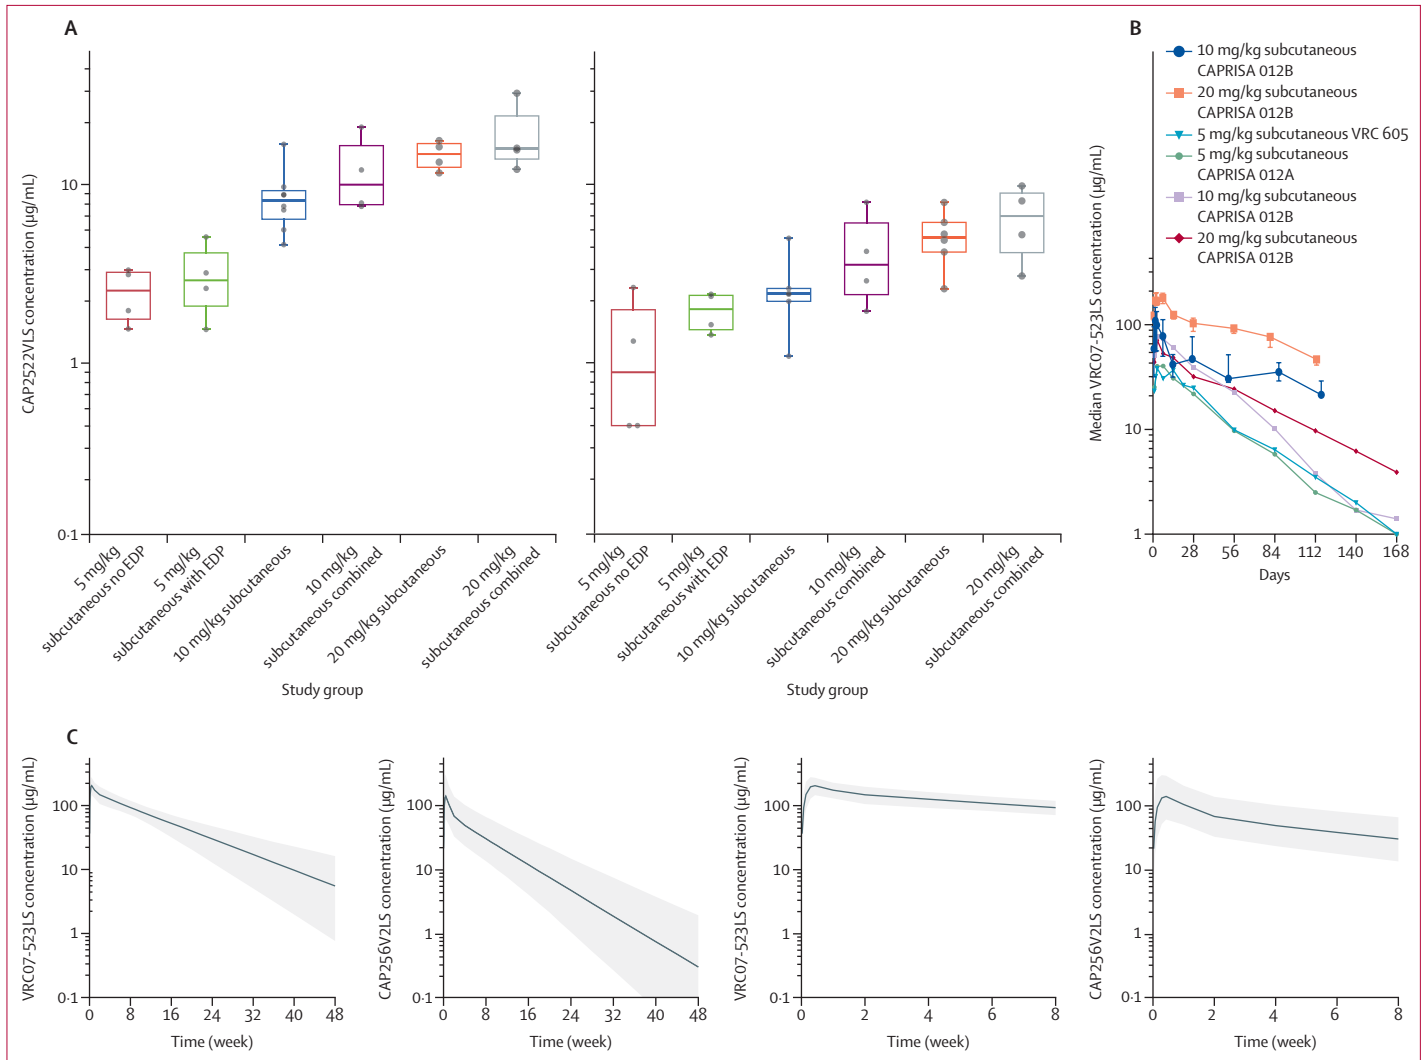 A
CAP2522VLS concentration (µg/mL)
10
1
0·1
5 mg/kg
subcutaneous no EDP
5 mg/kg
subcutaneous with EDP
10 mg/kg subcutaneous
10 mg/kg
subcutaneous combined
20 mg/kg subcutaneous
20 mg/kg
subcutaneous combined
Study group
5 mg/kg
subcutaneous no EDP
5 mg/kg
subcutaneous with EDP
10 mg/kg subcutaneous
10 mg/kg
subcutaneous combined
20 mg/kg subcutaneous
20 mg/kg
subcutaneous combined
Study group
B
10 mg/kg subcutaneous
CAPRISA 012B
20 mg/kg subcutaneous
CAPRISA 012B
5 mg/kg subcutaneous VRC 605
5 mg/kg subcutaneous
CAPRISA 012A
10 mg/kg subcutaneous
CAPRISA 012B
20 mg/kg subcutaneous
CAPRISA 012B
Median VRC07-523LS concentration (µg/mL)
100
10
1
0 28 56 84 112 140 168
Days
C
VRC07-523LS concentration (µg/mL)
100
10
1
0·1
0 8 16 24 32 40 48
Time (week)
CAP256V2LS concentration (µg/mL)
100
10
1
0·1
0 8 16 24 32 40 48
Time (week)
VRC07-523LS concentration (µg/mL)
100
10
1
0·1
0 2 4 6 8
Time (week)
CAP256V2LS concentration (µg/mL)
100
10
1
0·1
0 2 4 6 8
Time (week)